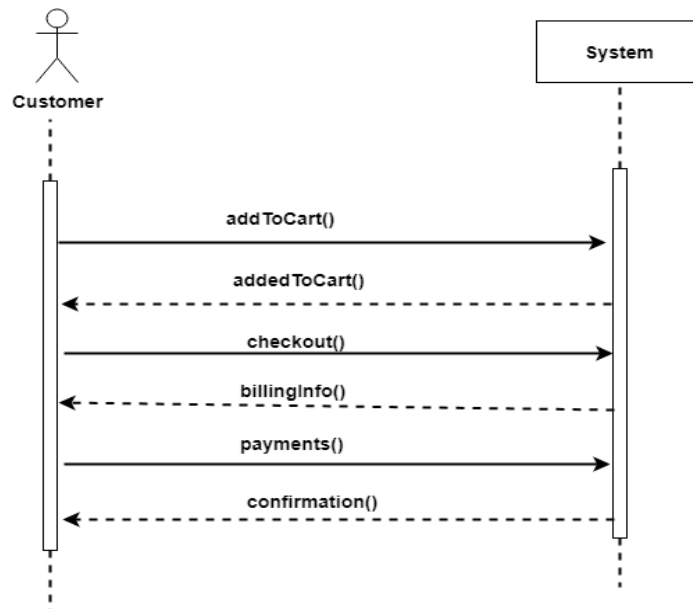 System
Customer
addToCart()
addedToCart()
checkout()
billingInfo()
payments()
confirmation()